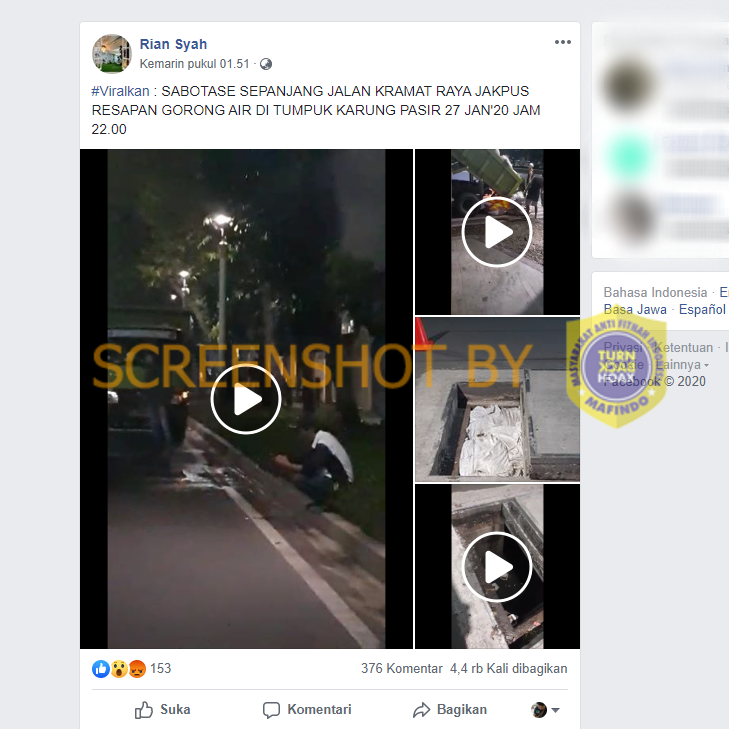 Rian Syah
Kemarin pukul 01.51 ·
#Viralkan : SABOTASE SEPANJANG JALAN KRAMAT RAYA JAKPUS
RESAPAN GORONG AIR DI TUMPUK KARUNG PASIR 27 JAN'20 JAM
22.00
SCREENSHOT BY
MASYARAKAT ANTI FITNAH INDONESIA
TURN
BACK
HOAX
MAFINDO
153
376 Komentar 4,4 rb Kali dibagikan
Suka
Komentari
Bagikan
Bahasa Indonesia ·
Basa Jawa · Español
Privasi · Ketentuan ·
Lainnya
Facebook © 2020